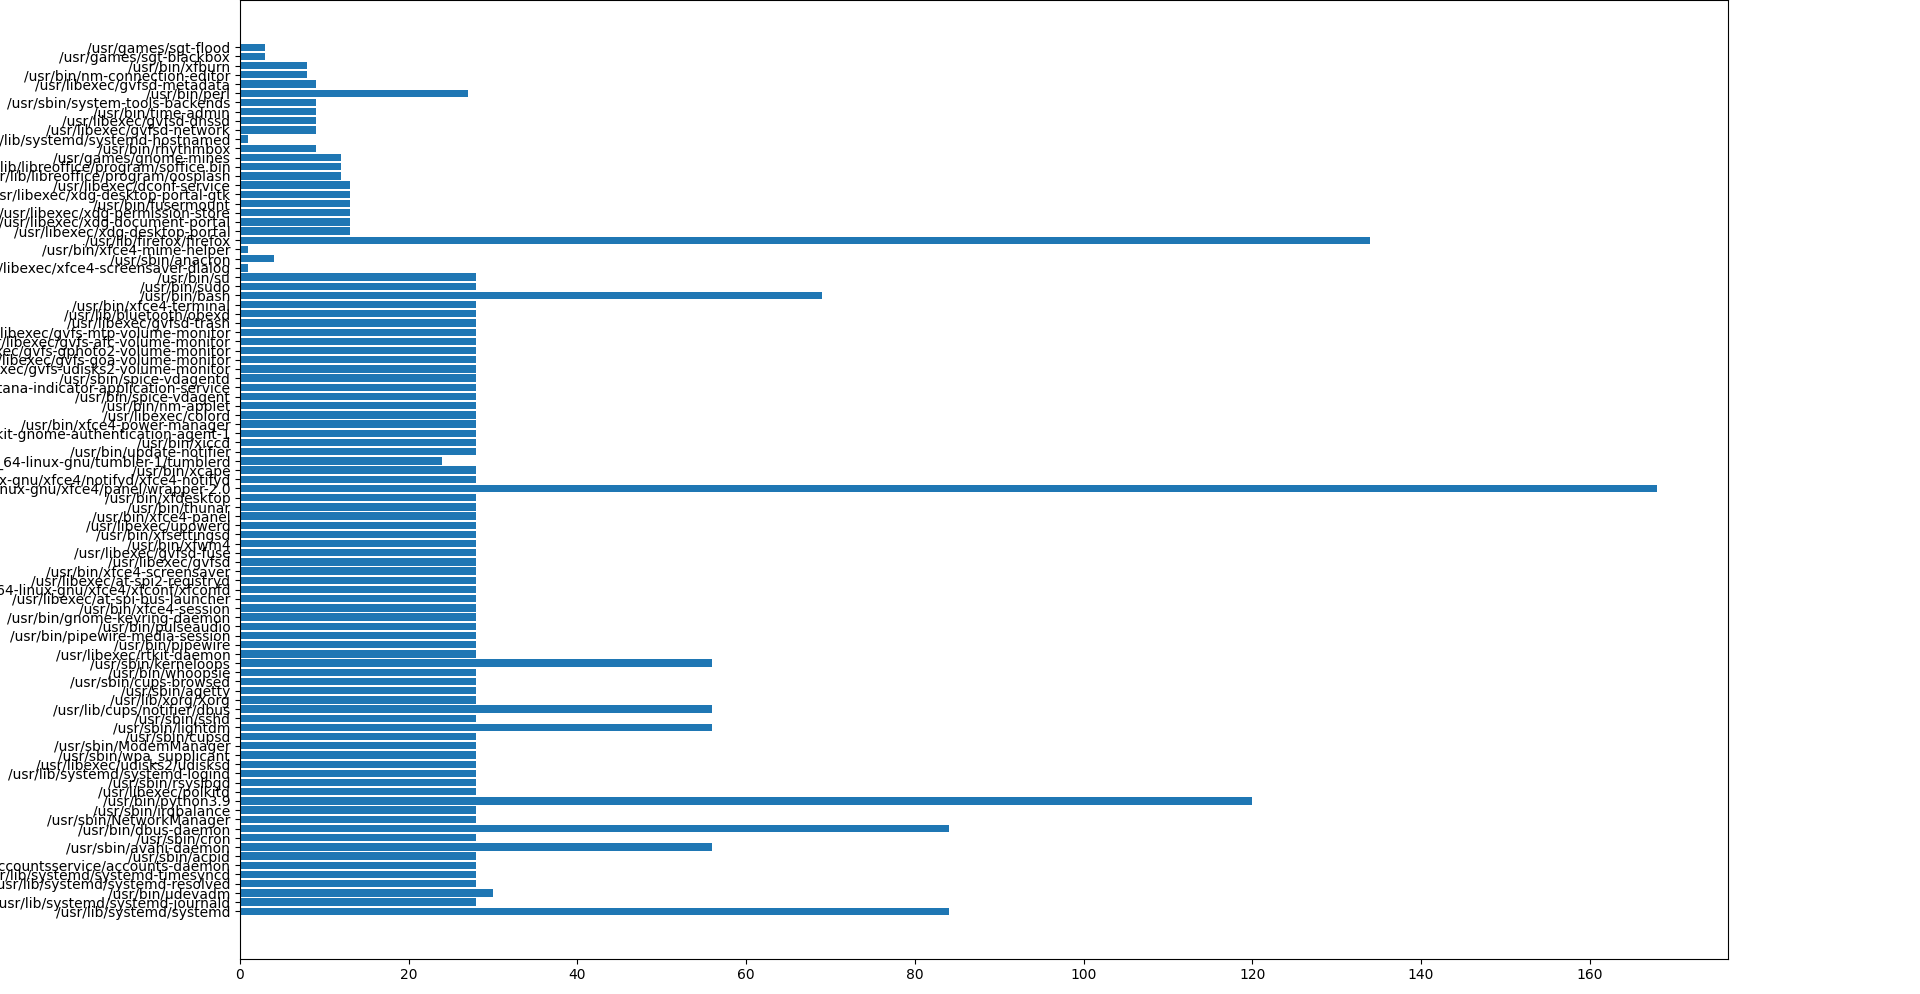 /usr/games/sgt-flood
/usr/games/sgt-blackbox
/usr/bin/xfburn
/usr/bin/nm-connection-editor
/usr/libexec/gvfsd-metadata
/usr/bin/perl
/usr/sbin/system-tools-backends
/usr/bin/time-admin
/usr/libexec/gvfsd-dnssd
/usr/libexec/gvfsd-network
/lib/systemd/systemd-hostnamed
/usr/bin/rhythmbox
/usr/games/gnome-mines
lib/libreoffice/program/soffice.bin
r/lib/libreoffice/program/oosplash
/usr/libexec/dconf-service
sr/libexec/xdg-desktop-portal-gtk
/usr/bin/fusermount
/usr/libexec/xdg-permission-store
/usr/libexec/xdg-document-portal
/usr/libexec/xdg-desktop-portal
/usr/lib/firefox/firefox
/usr/bin/xfce4-mime-helper
/usr/sbin/anacron
/libexec/xfce4-screensaver-dialog
/usr/bin/su
/usr/bin/sudo
/usr/bin/bash
/usr/bin/xfce4-terminal
/usr/lib/bluetooth/obexd
/usr/libexec/gvfsd-trash
libexec/gvfs-mtp-volume-monitor
/libexec/gvfs-afc-volume-monitor
ec/gvfs-gphoto2-volume-monitor
/libexec/gvfs-goa-volume-monitor
xec/gvfs-udisks2-volume-monitor
/usr/sbin/spice-vdagentd
tana-indicator-application-service
/usr/bin/spice-vdagent
/usr/bin/nm-applet
/usr/libexec/colord
/usr/bin/xfce4-power-manager
kit-gnome-authentication-agent-1
/usr/bin/xiccd
/usr/bin/update-notifier
_64-linux-gnu/tumbler-1/tumblerd
/usr/bin/xcape
x-gnu/xfce4/notifyd/xfce4-notifyd
nux-gnu/xfce4/panel/wrapper-2.0
/usr/bin/xfdesktop
/usr/bin/thunar
/usr/bin/xfce4-panel
/usr/libexec/upowerd
/usr/bin/xfsettingsd
/usr/bin/xfwm4
/usr/libexec/gvfsd-fuse
/usr/libexec/gvfsd
/usr/bin/xfce4-screensaver
/usr/libexec/at-spi2-registryd
64-linux-gnu/xfce4/xfconf/xfconfd
/usr/libexec/at-spi-bus-launcher
/usr/bin/xfce4-session
/usr/bin/gnome-keyring-daemon
/usr/bin/pulseaudio
/usr/bin/pipewire-media-session
/usr/bin/pipewire
/usr/libexec/rtkit-daemon
/usr/sbin/kerneloops
/usr/bin/whoopsie
/usr/sbin/cups-browsed
/usr/sbin/agetty
/usr/lib/xorg/Xorg
/usr/lib/cups/notifier/dbus
/usr/sbin/sshd
/usr/sbin/lightdm
/usr/sbin/cupsd
/usr/sbin/ModemManager
/usr/sbin/wpa_supplicant
/usr/libexec/udisks2/udisksd
/usr/lib/systemd/systemd-logind
/usr/sbin/rsyslogd
/usr/libexec/polkitd
/usr/bin/python3.9
/usr/sbin/irqbalance
/usr/sbin/NetworkManager
/usr/bin/dbus-daemon
/usr/sbin/cron
/usr/sbin/avahi-daemon
/usr/sbin/acpid
ccountsservice/accounts-daemon
r/lib/systemd/systemd-timesyncd
usr/lib/systemd/systemd-resolved
/usr/bin/udevadm
usr/lib/systemd/systemd-journald
/usr/lib/systemd/systemd
0 20 40 60 80 100 120 140 160